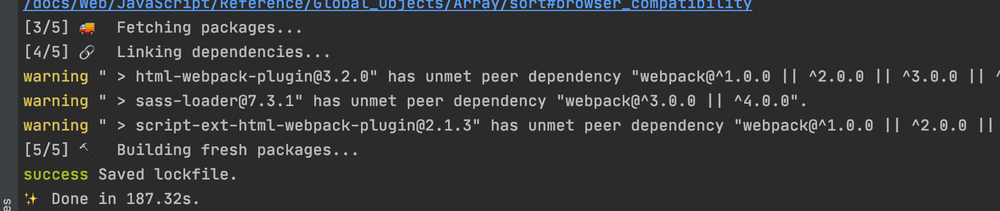 /docs/Web/JavaScript/Reference/Global_Objects/Array/sort#browser_compatibility
[3/5] 🚚  Fetching packages...
[4/5] 🔗  Linking dependencies...
warning " > html-webpack-plugin@3.2.0" has unmet peer dependency "webpack@^1.0.0 || ^2.0.0 || ^3.0.0 || ^
warning " > sass-loader@7.3.1" has unmet peer dependency "webpack@^3.0.0 || ^4.0.0".
warning " > script-ext-html-webpack-plugin@2.1.3" has unmet peer dependency "webpack@^1.0.0 || ^2.0.0 ||
[5/5] 🔨  Building fresh packages...
success Saved lockfile.
✨  Done in 187.32s.
es